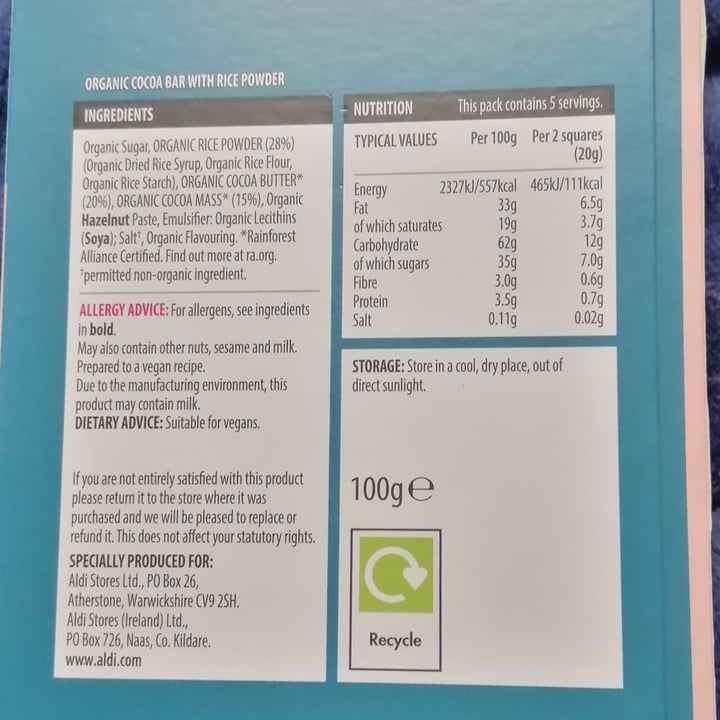 ORGANIC COCOA BAR WITH RICE POWDER
INGREDIENTS
Organic Sugar, ORGANIC RICE POWDER (28%)
(Organic Dried Rice Syrup, Organic Rice Flour,
Organic Rice Starch), ORGANIC COCOA BUTTER*
(20%), ORGANIC COCOA MASS* (15%), Organic
Hazelnut Paste, Emulsifier: Organic Lecithins
(Soya); Salt†, Organic Flavouring. *Rainforest
Alliance Certified. Find out more at ra.org.
†permitted non-organic ingredient.
ALLERGY ADVICE: For allergens, see ingredients
in bold.
May also contain other nuts, sesame and milk.
Prepared to a vegan recipe.
Due to the manufacturing environment, this
product may contain milk.
DIETARY ADVICE: Suitable for vegans.
If you are not entirely satisfied with this product
please return it to the store where it was
purchased and we will be pleased to replace or
refund it. This does not affect your statutory rights.
SPECIALLY PRODUCED FOR:
Aldi Stores Ltd., PO Box 26,
Atherstone, Warwickshire CV9 2SH.
Aldi Stores (Ireland) Ltd.,
PO Box 726, Naas, Co. Kildare.
www.aldi.com
NUTRITION This pack contains 5 servings.
TYPICAL VALUES Per 100g Per 2 squares
(20g)
Energy 2327kJ/557kcal 465kJ/111kcal
Fat 33g 6.5g
of which saturates 19g 3.7g
Carbohydrate 62g 12g
of which sugars 35g 7.0g
Fibre 3.0g 0.6g
Protein 3.5g 0.7g
Salt 0.11g 0.02g
STORAGE: Store in a cool, dry place, out of
direct sunlight.
100g ℮
Recycle